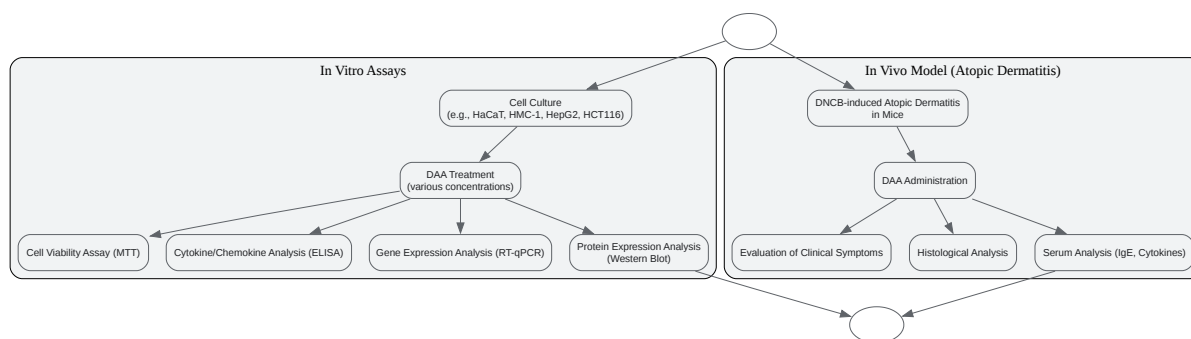 In Vitro Assays
Cell Culture
(e.g., HaCaT, HMC-1, HepG2, HCT116)
DAA Treatment
(various concentrations)
Cell Viability Assay (MTT)
Cytokine/Chemokine Analysis (ELISA)
Gene Expression Analysis (RT-qPCR)
Protein Expression Analysis
(Western Blot)
In Vivo Model (Atopic Dermatitis)
DNCB-induced Atopic Dermatitis
in Mice
DAA Administration
Evaluation of Clinical Symptoms
Histological Analysis
Serum Analysis (IgE, Cytokines)